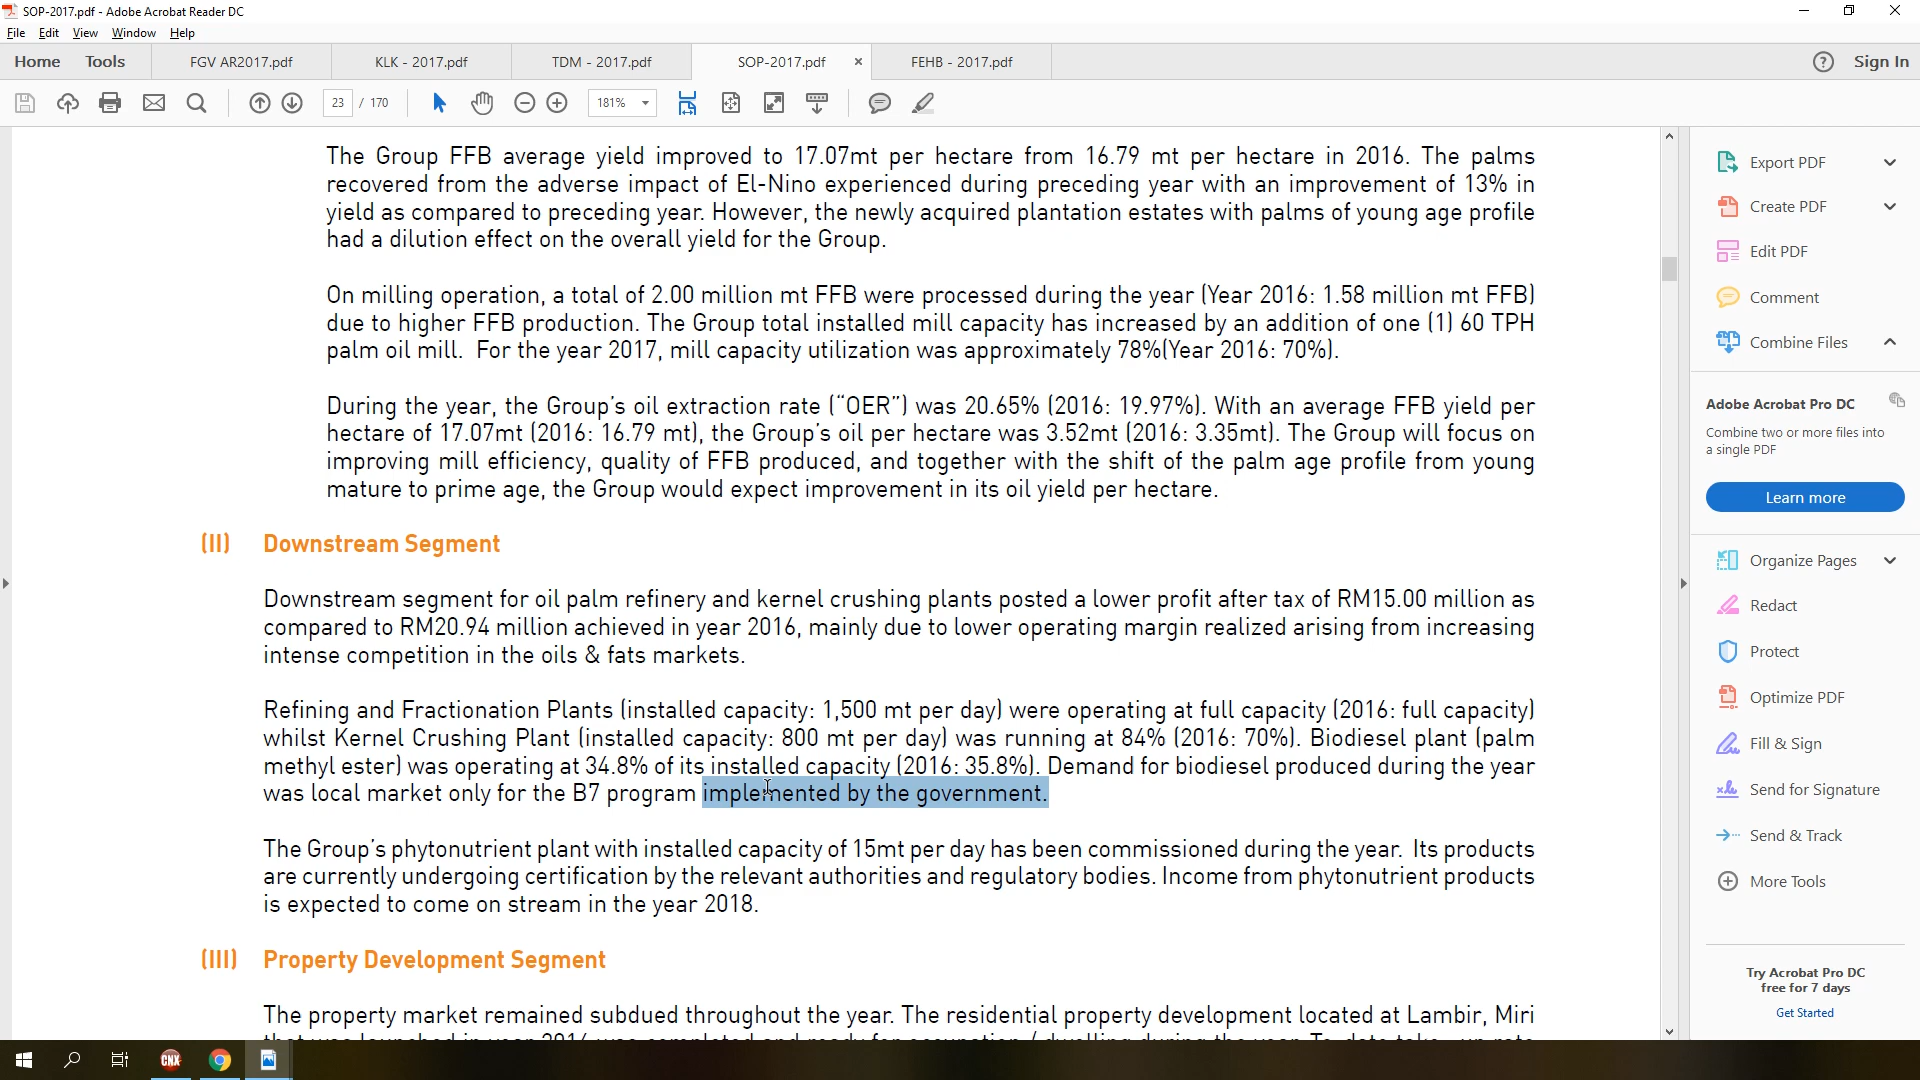 SOP-2017.pdf - Adobe Acrobat Reader DC
File Edit View Window Help
Home Tools FGV AR2017.pdf KLK - 2017.pdf TDM - 2017.pdf SOP-2017.pdf × FEHB - 2017.pdf ? Sign In
23 / 170 181%
The Group FFB average yield improved to 17.07mt per hectare from 16.79 mt per hectare in 2016. The palms
recovered from the adverse impact of El-Nino experienced during preceding year with an improvement of 13% in
yield as compared to preceding year. However, the newly acquired plantation estates with palms of young age profile
had a dilution effect on the overall yield for the Group.
On milling operation, a total of 2.00 million mt FFB were processed during the year (Year 2016: 1.58 million mt FFB)
due to higher FFB production. The Group total installed mill capacity has increased by an addition of one (1) 60 TPH
palm oil mill. For the year 2017, mill capacity utilization was approximately 78%(Year 2016: 70%).
During the year, the Group's oil extraction rate ("OER") was 20.65% (2016: 19.97%). With an average FFB yield per
hectare of 17.07mt (2016: 16.79 mt), the Group's oil per hectare was 3.52mt (2016: 3.35mt). The Group will focus on
improving mill efficiency, quality of FFB produced, and together with the shift of the palm age profile from young
mature to prime age, the Group would expect improvement in its oil yield per hectare.
(II) Downstream Segment
Downstream segment for oil palm refinery and kernel crushing plants posted a lower profit after tax of RM15.00 million as
compared to RM20.94 million achieved in year 2016, mainly due to lower operating margin realized arising from increasing
intense competition in the oils & fats markets.
Refining and Fractionation Plants (installed capacity: 1,500 mt per day) were operating at full capacity (2016: full capacity)
whilst Kernel Crushing Plant (installed capacity: 800 mt per day) was running at 84% (2016: 70%). Biodiesel plant (palm
methyl ester) was operating at 34.8% of its installed capacity (2016: 35.8%). Demand for biodiesel produced during the year
was local market only for the B7 program implemented by the government.
The Group's phytonutrient plant with installed capacity of 15mt per day has been commissioned during the year. Its products
are currently undergoing certification by the relevant authorities and regulatory bodies. Income from phytonutrient products
is expected to come on stream in the year 2018.
(III) Property Development Segment
The property market remained subdued throughout the year. The residential property development located at Lambir, Miri
Export PDF
Create PDF
Edit PDF
Comment
Combine Files
Adobe Acrobat Pro DC
Combine two or more files into
a single PDF
Learn more
Organize Pages
Redact
Protect
Optimize PDF
Fill & Sign
Send for Signature
Send & Track
More Tools
Try Acrobat Pro DC
free for 7 days
Get Started
CNX